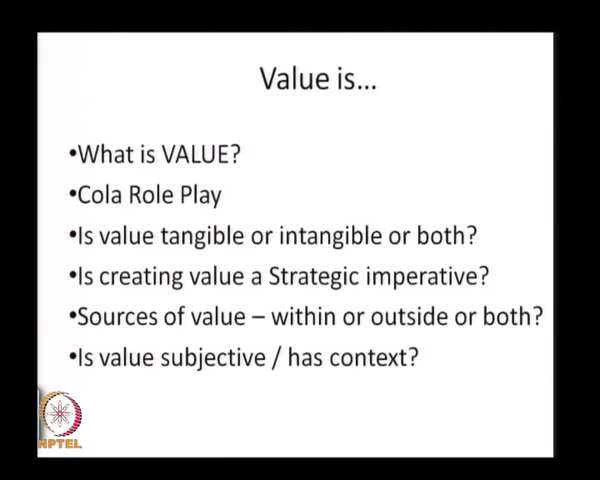 Value is...
•What is VALUE?
•Cola Role Play
•Is value tangible or intangible or both?
•Is creating value a Strategic imperative?
•Sources of value – within or outside or both?
•Is value subjective / has context?
NPTEL